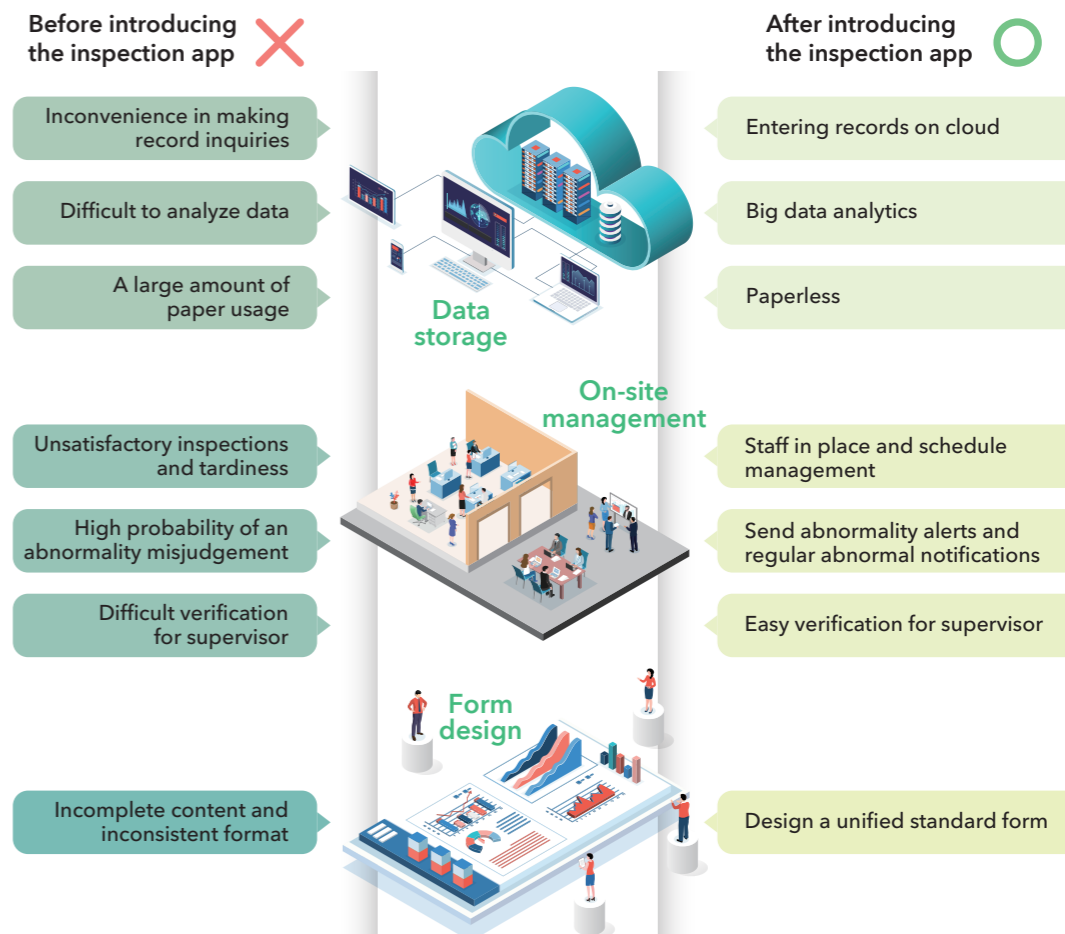 Before introducing
the inspection app
After introducing
the inspection app
Inconvenience in making
record inquiries
Entering records on cloud
Difficult to analyze data
Big data analytics
A large amount of
paper usage
Paperless
Data
storage
On-site
management
Unsatisfactory inspections
and tardiness
Staff in place and schedule
management
High probability of an
abnormality misjudgement
Send abnormality alerts and
regular abnormal notifications
Difficult verification
for supervisor
Easy verification for supervisor
Form
design
Incomplete content and
inconsistent format
Design a unified standard form